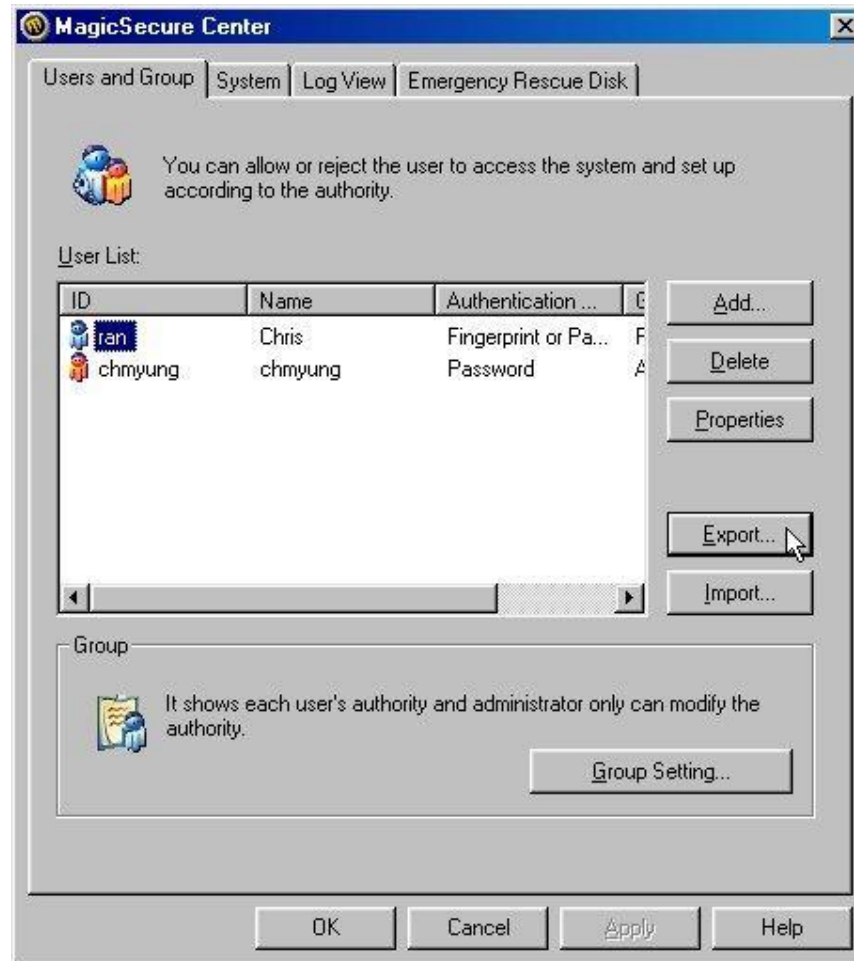 MagicSecure Center
Users and Group System Log View Emergency Rescue Disk
You can allow or reject the user to access the system and set up
according to the authority.
User List:
ID Name Authentication ...
ran Chris Fingerprint or Pa...
chmyung chmyung Password
Add...
Delete
Properties
Export...
Import...
Group
It shows each user's authority and administrator only can modify the
authority.
Group Setting...
OK Cancel Apply Help